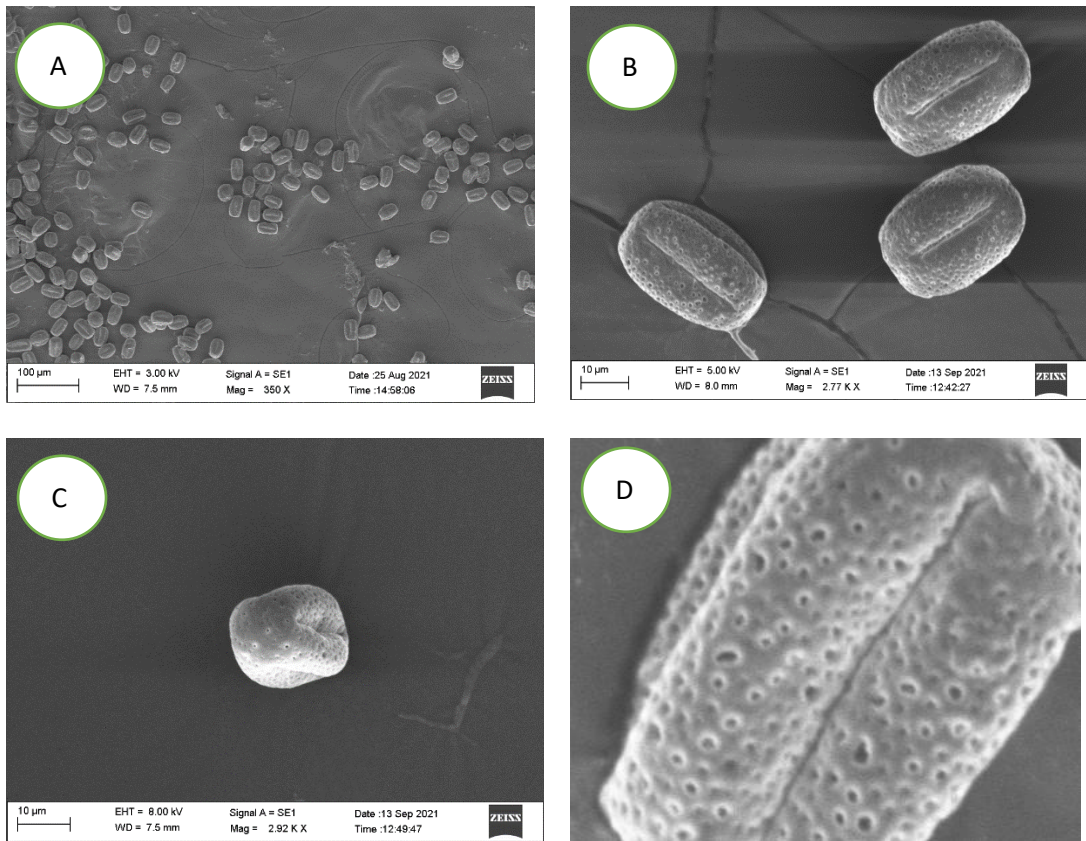 A
100 µm
EHT = 3.00 kV
WD = 7.5 mm
Signal A = SE1
Mag = 350 X
Date :25 Aug 2021
Time :14:58:06
ZEISS
B
10 µm
EHT = 5.00 kV
WD = 8.0 mm
Signal A = SE1
Mag = 2.77 K X
Date :13 Sep 2021
Time :12:42:27
ZEISS
C
10 µm
EHT = 8.00 kV
WD = 7.5 mm
Signal A = SE1
Mag = 2.92 K X
Date :13 Sep 2021
Time :12:49:47
ZEISS
D